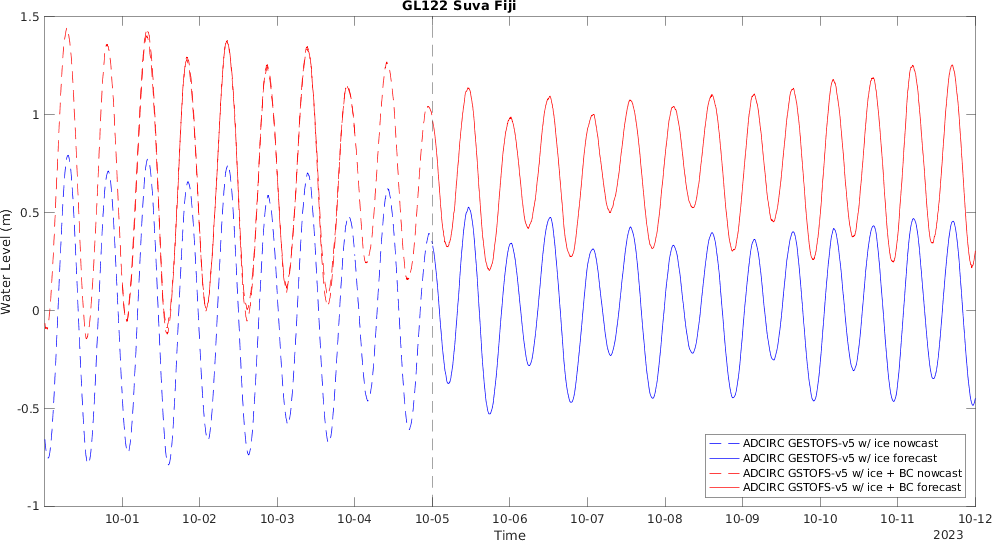 GL122 Suva Fiji
1.5
1
0.5
0
-0.5
-1
Water Level (m)
ADCIRC GESTOFS-v5 w/ ice nowcast
ADCIRC GESTOFS-v5 w/ ice forecast
ADCIRC GSTOFS-v5 w/ ice + BC nowcast
ADCIRC GSTOFS-v5 w/ ice + BC forecast
10-01 10-02 10-03 10-04 10-05 10-06 10-07 10-08 10-09 10-10 10-11 10-12
Time
2023